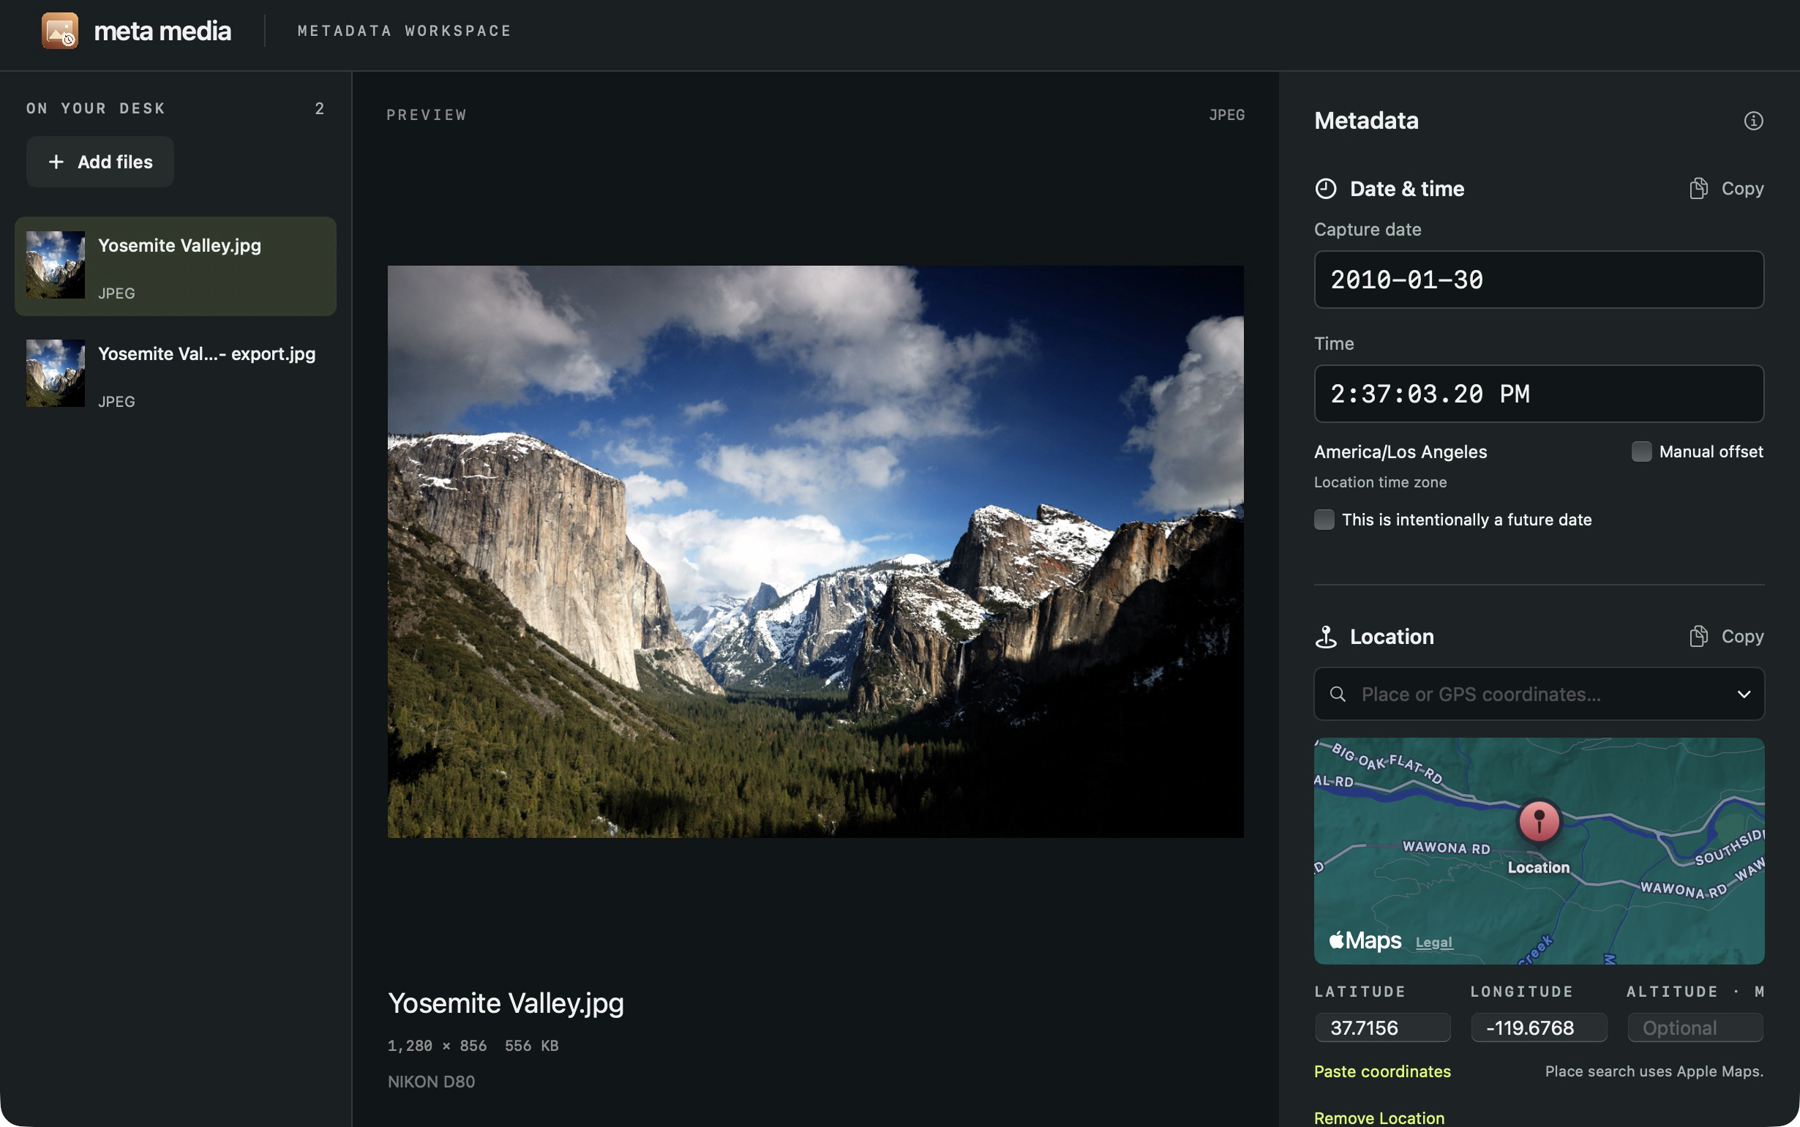 meta media
METADATA WORKSPACE
ON YOUR DESK
2
+ Add files
Yosemite Valley.jpg
JPEG
Yosemite Val...- export.jpg
JPEG
PREVIEW
JPEG
Yosemite Valley.jpg
1,280 × 856 556 KB
NIKON D80
Metadata
Date & time
Copy
Capture date
2010-01-30
Time
2:37:03.20 PM
America/Los Angeles
Manual offset
Location time zone
This is intentionally a future date
Location
Copy
Place or GPS coordinates...
BIG OAK FLAT RD
AL RD
WAWONA RD
SOUTHSID
Location
WAWONA RD
WAW
D
Creek
M
Maps
Legal
LATITUDE
LONGITUDE
ALTITUDE · M
37.7156
-119.6768
Optional
Paste coordinates
Place search uses Apple Maps.
Remove Location